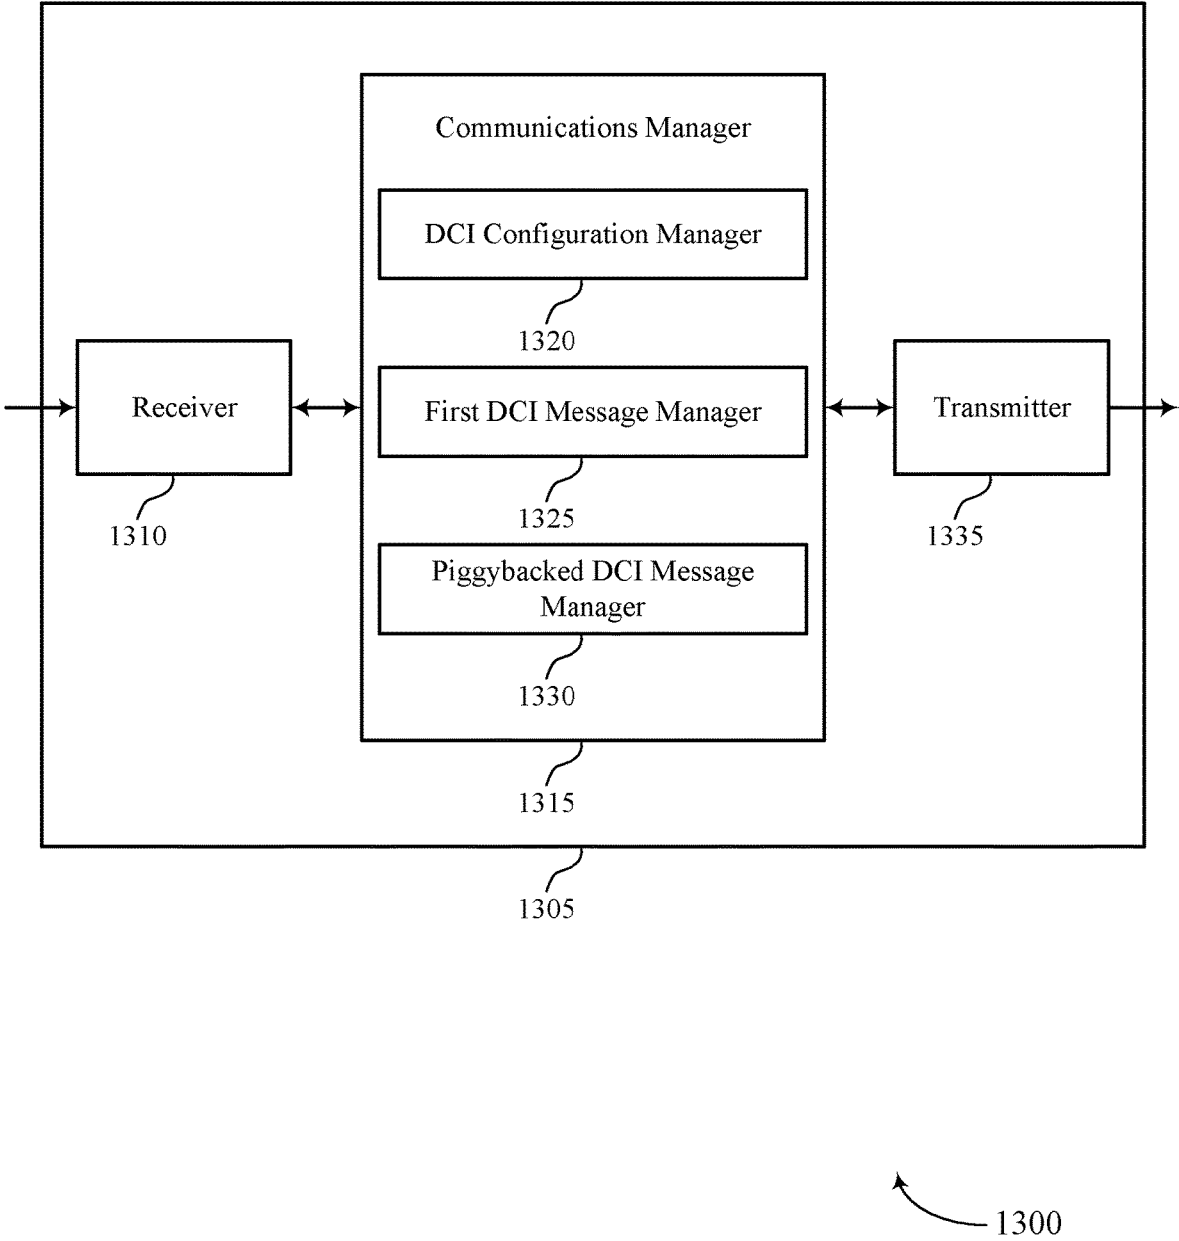 Communications Manager
DCI Configuration Manager
1320
Receiver
First DCI Message Manager
Transmitter
1310
1325
1335
Piggybacked DCI Message
Manager
1330
1315
1305
1300